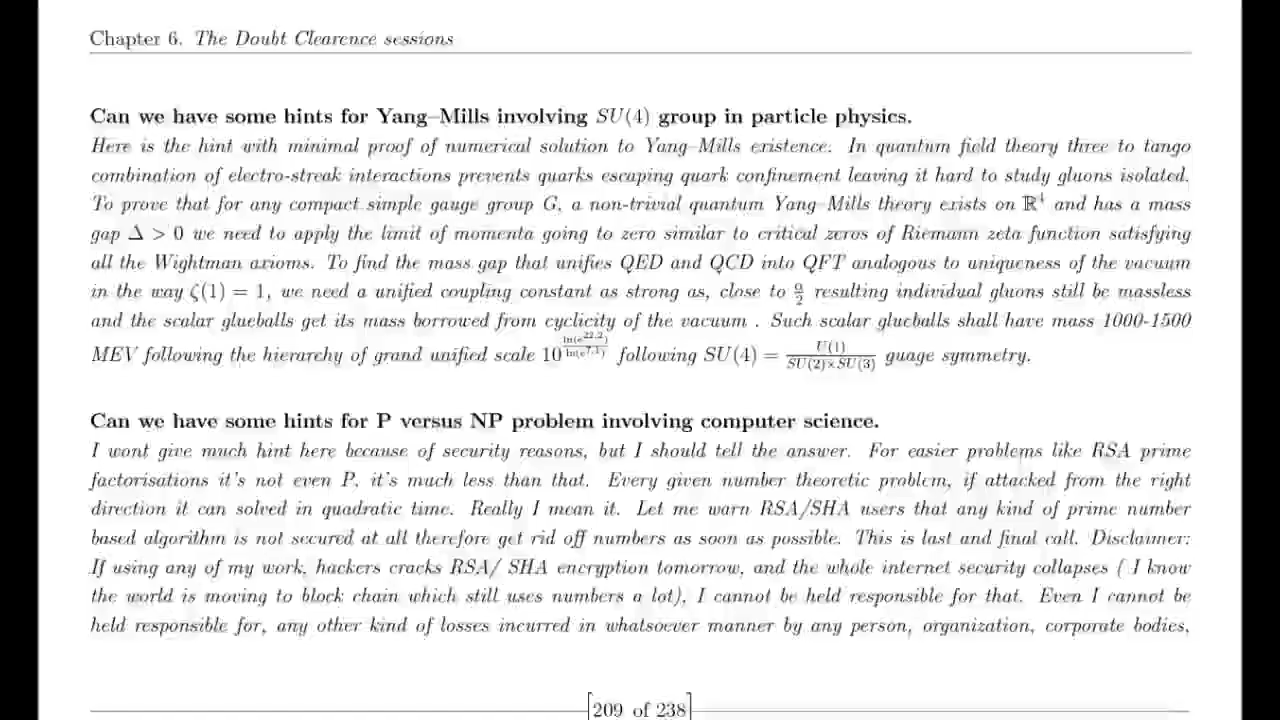 Chapter 6. The Doubt Clearence sessions
Can we have some hints for Yang–Mills involving SU(4) group in particle physics.
Here is the hint with minimal proof of numerical solution to Yang–Mills existence: In quantum field theory three to tango
combination of electro-streak interactions prevents quarks escaping quark confinement leaving it hard to study gluons isolated.
To prove that for any compact simple gauge group G, a non-trivial quantum Yang–Mills theory exists on ℝ⁴ and has a mass
gap Δ > 0 we need to apply the limit of momenta going to zero similar to critical zeros of Riemann zeta function satisfying
all the Wightman axioms. To find the mass gap that unifies QED and QCD into QFT analogous to uniqueness of the vacuum
in the way ζ(1) = 1, we need a unified coupling constant as strong as, close to α/2 resulting individual gluons still be massless
and the scalar glueballs get its mass borrowed from cyclicity of the vacuum . Such scalar glueballs shall have mass 1000-1500
MEV following the hierarchy of grand unified scale 10^(ln(e^22.2)/ln(e^7.1)) following SU(4) = U(1)/SU(2)×SU(3) guage symmetry.
Can we have some hints for P versus NP problem involving computer science.
I wont give much hint here because of security reasons, but I should tell the answer. For easier problems like RSA prime
factorisations it's not even P, it's much less than that. Every given number theoretic problem, if attacked from the right
direction it can solved in quadratic time. Really I mean it. Let me warn RSA/SHA users that any kind of prime number
based algorithm is not secured at all therefore get rid off numbers as soon as possible. This is last and final call. Disclaimer:
If using any of my work, hackers cracks RSA/ SHA encryption tomorrow, and the whole internet security collapses ( I know
the world is moving to block chain which still uses numbers a lot), I cannot be held responsible for that. Even I cannot be
held responsible for, any other kind of losses incurred in whatsoever manner by any person, organization, corporate bodies,
[209 of 238]